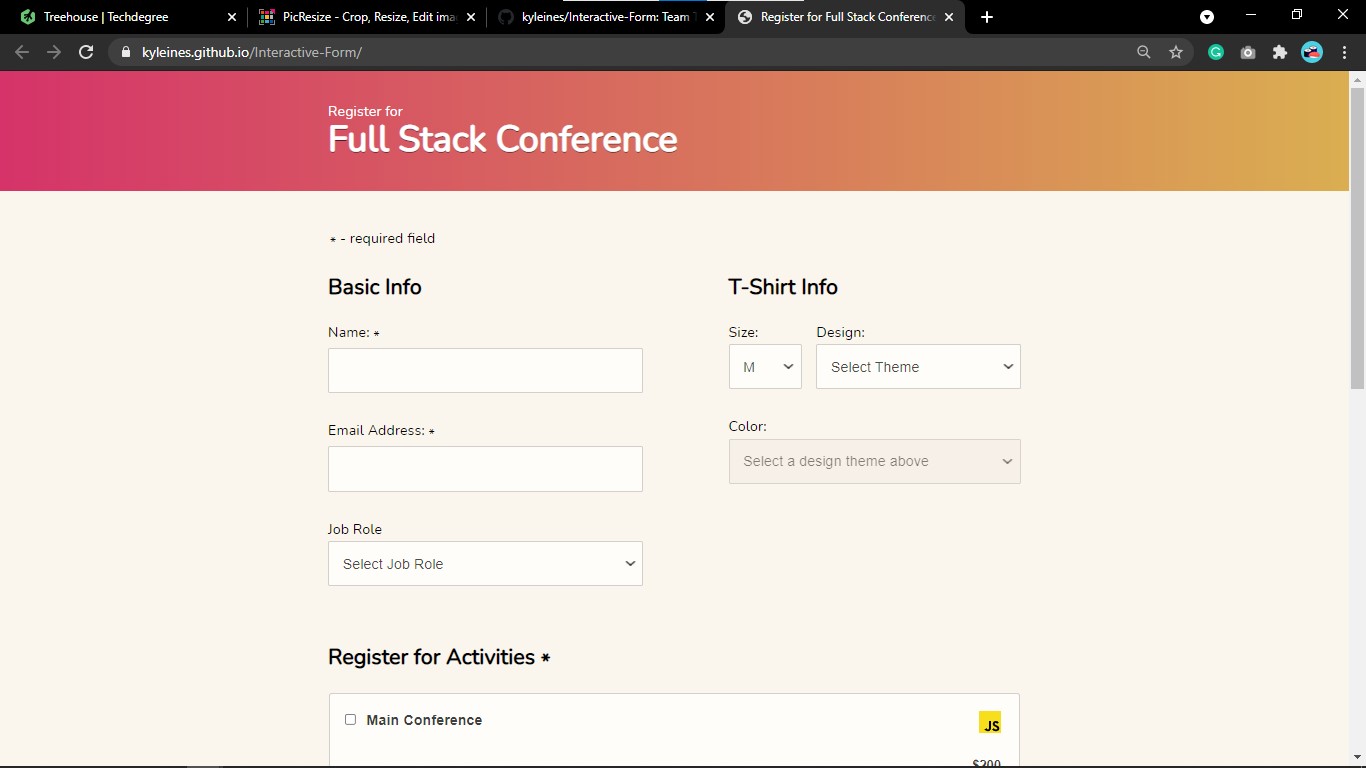 Treehouse | Techdegree
PicResize - Crop, Resize, Edit
kyleines/Interactive-Form: Team
Register for Full Stack Conference
kyleines.github.io/Interactive-Form/
Register for
Full Stack Conference
* - required field
Basic Info
T-Shirt Info
Name: *
Size:
Design:
M
Select Theme
Email Address: *
Color:
Select a design theme above
Job Role
Select Job Role
Register for Activities *
Main Conference
JS
$200